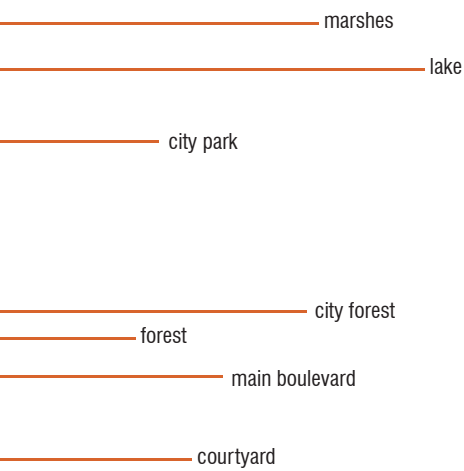 marshes
lake
city park
city forest
forest
main boulevard
courtyard